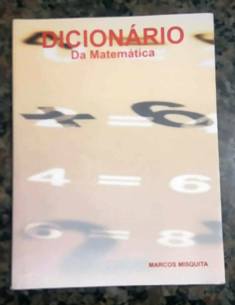 DICIONÁRIO
Da Matemática
4 = 6
6 = 8
MARCOS MISQUITA